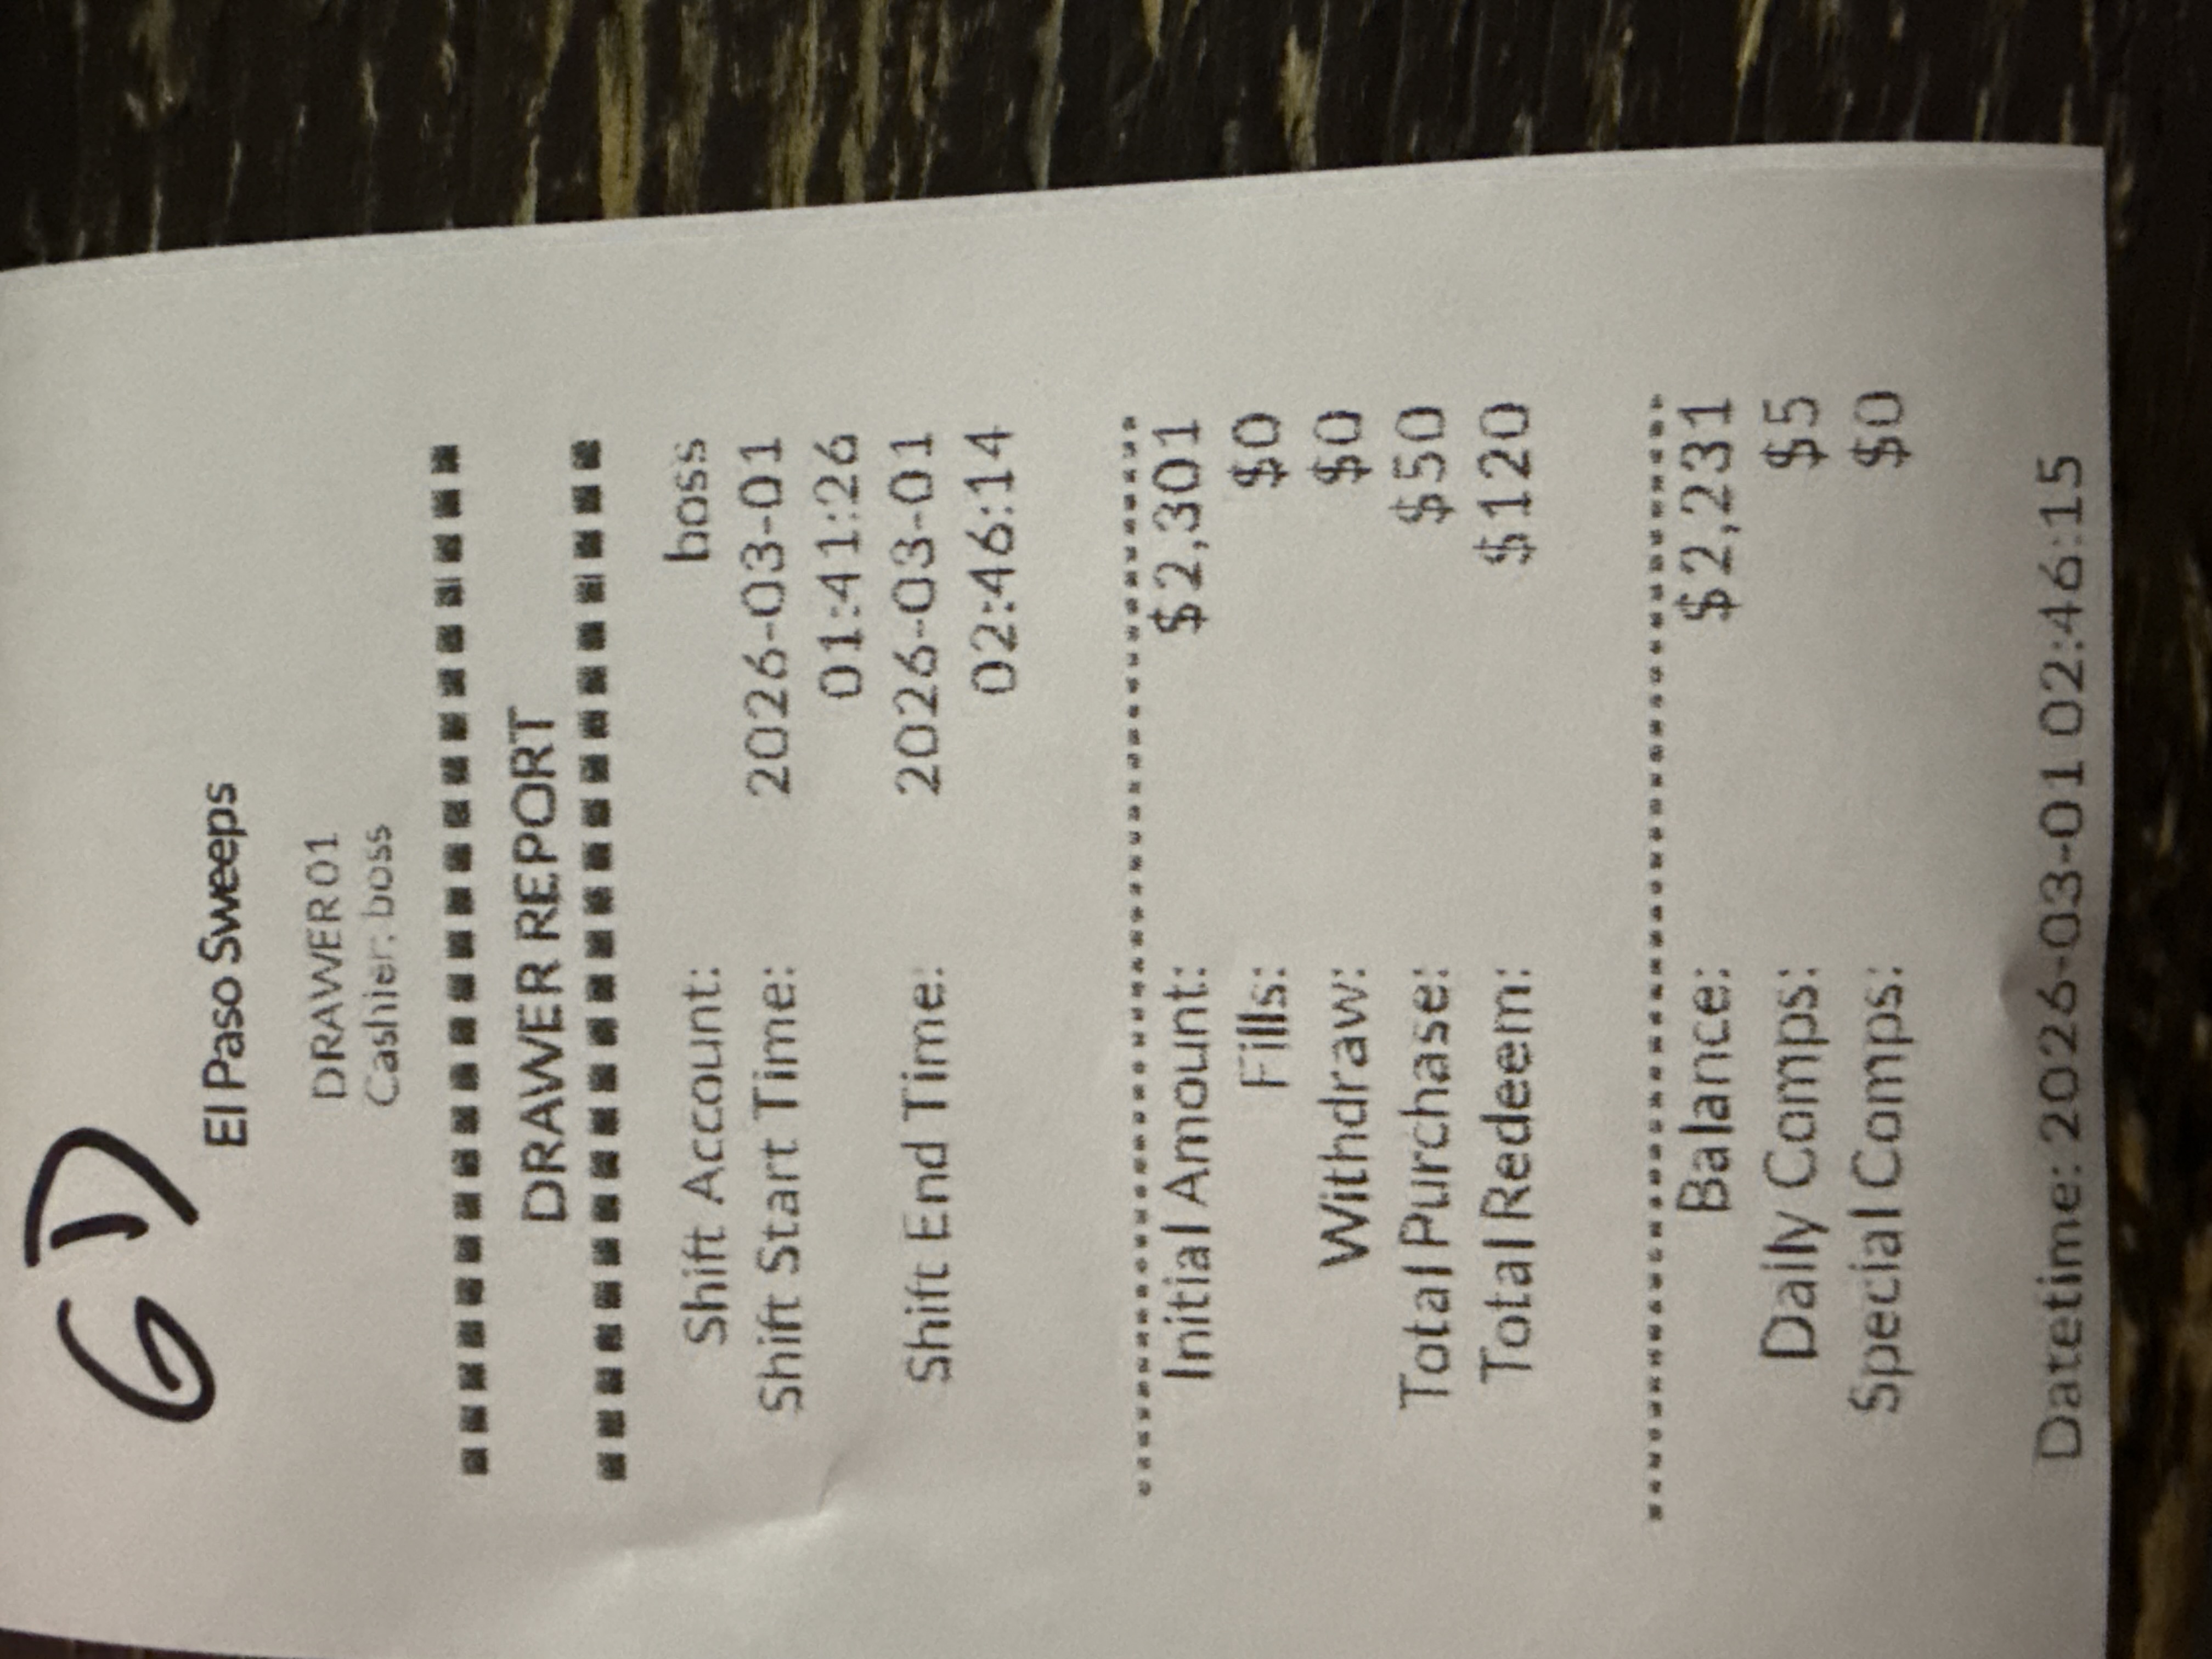 61)
El Paso Sweeps
DRAWER 01
Cashier: boss
DRAWER REPORT
Shift Account: boss
Shift Start Time: 2026-03-01
01:41:26
Shift End Time: 2026-03-01
02:46:14
Initial Amount: $2,301
Fills: $0
Withdraw: $0
Total Purchase: $50
Total Redeem: $120
Balance: $2,231
Daily Comps: $5
Special Comps: $0
Datetime: 2026-03-01 02:46:15